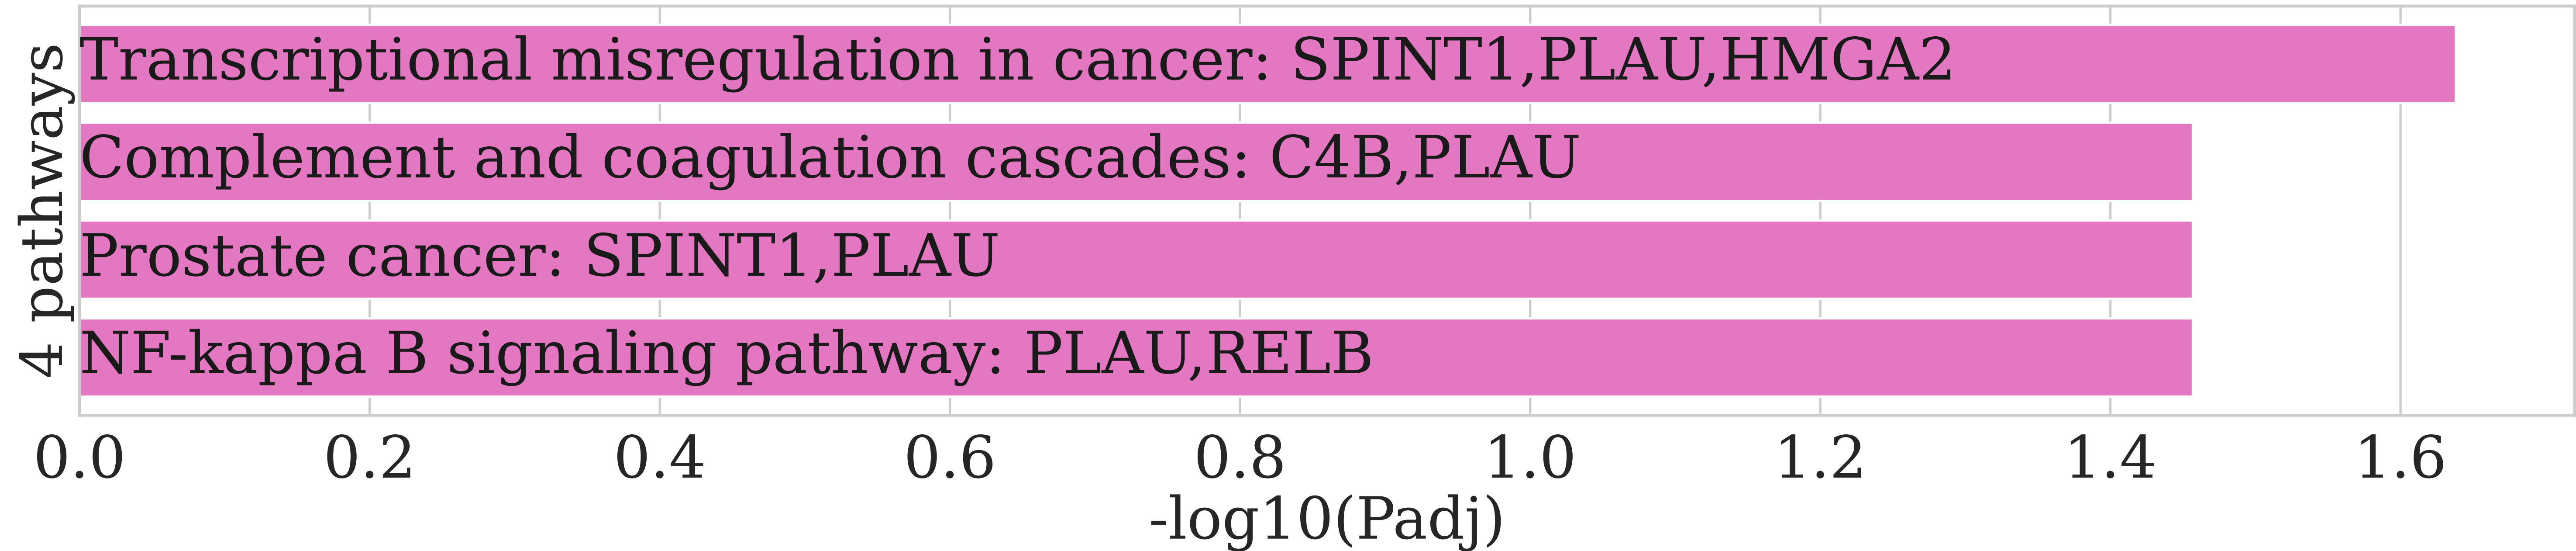 4 pathways
Transcriptional misregulation in cancer: SPINT1,PLAU,HMGA2
Complement and coagulation cascades: C4B,PLAU
Prostate cancer: SPINT1,PLAU
NF-kappa B signaling pathway: PLAU,RELB
0.0 0.2 0.4 0.6 0.8 1.0 1.2 1.4 1.6
-log10(Padj)